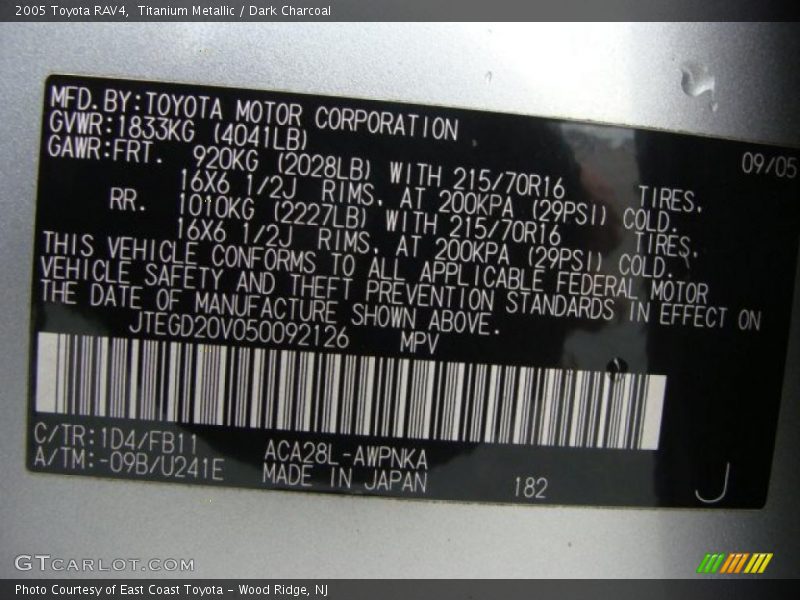 2005 Toyota RAV4, Titanium Metallic / Dark Charcoal
MFD.BY:TOYOTA MOTOR CORPORATION 09/05
GVWR:1833KG (4041LB)
GAWR:FRT. 920KG (2028LB) WITH 215/70R16 TIRES.
16X6 1/2J RIMS. AT 200KPA (29PSI) COLD.
RR. 1010KG (2227LB) WITH 215/70R16 TIRES.
16X6 1/2J RIMS. AT 200KPA (29PSI) COLD.
THIS VEHICLE CONFORMS TO ALL APPLICABLE FEDERAL MOTOR
VEHICLE SAFETY AND THEFT PREVENTION STANDARDS IN EFFECT ON
THE DATE OF MANUFACTURE SHOWN ABOVE.
JTEGD20V050092126 MPV
C/TR:1D4/FB11 ACA28L-AWPNKA
A/TM:-09B/U241E MADE IN JAPAN 182 J
GTCARLOT.COM
Photo Courtesy of East Coast Toyota - Wood Ridge, NJ